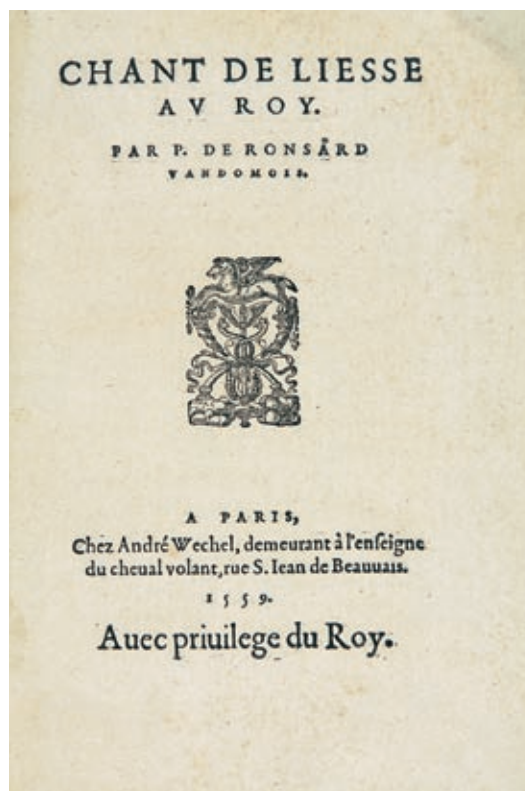 CHANT DE LIESSE
AV ROY.
PAR P. DE RONSARD
VANDOMOIS.
A PARIS,
Chez André Wechel, demeurant à l'enſeigne
du cheual volant, rue S. Iean de Beauuais.
1559.
Auec priuilege du Roy.